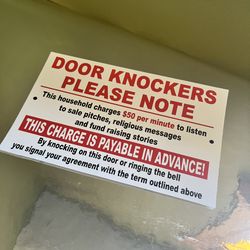 DOOR KNOCKERS
PLEASE NOTE
This household charges $50 per minute to listen
to sale pitches, religious messages
and fund raising stories
THIS CHARGE IS PAYABLE IN ADVANCE!
By knocking on this door or ringing the bell
you signal your agreement with the term outlined above